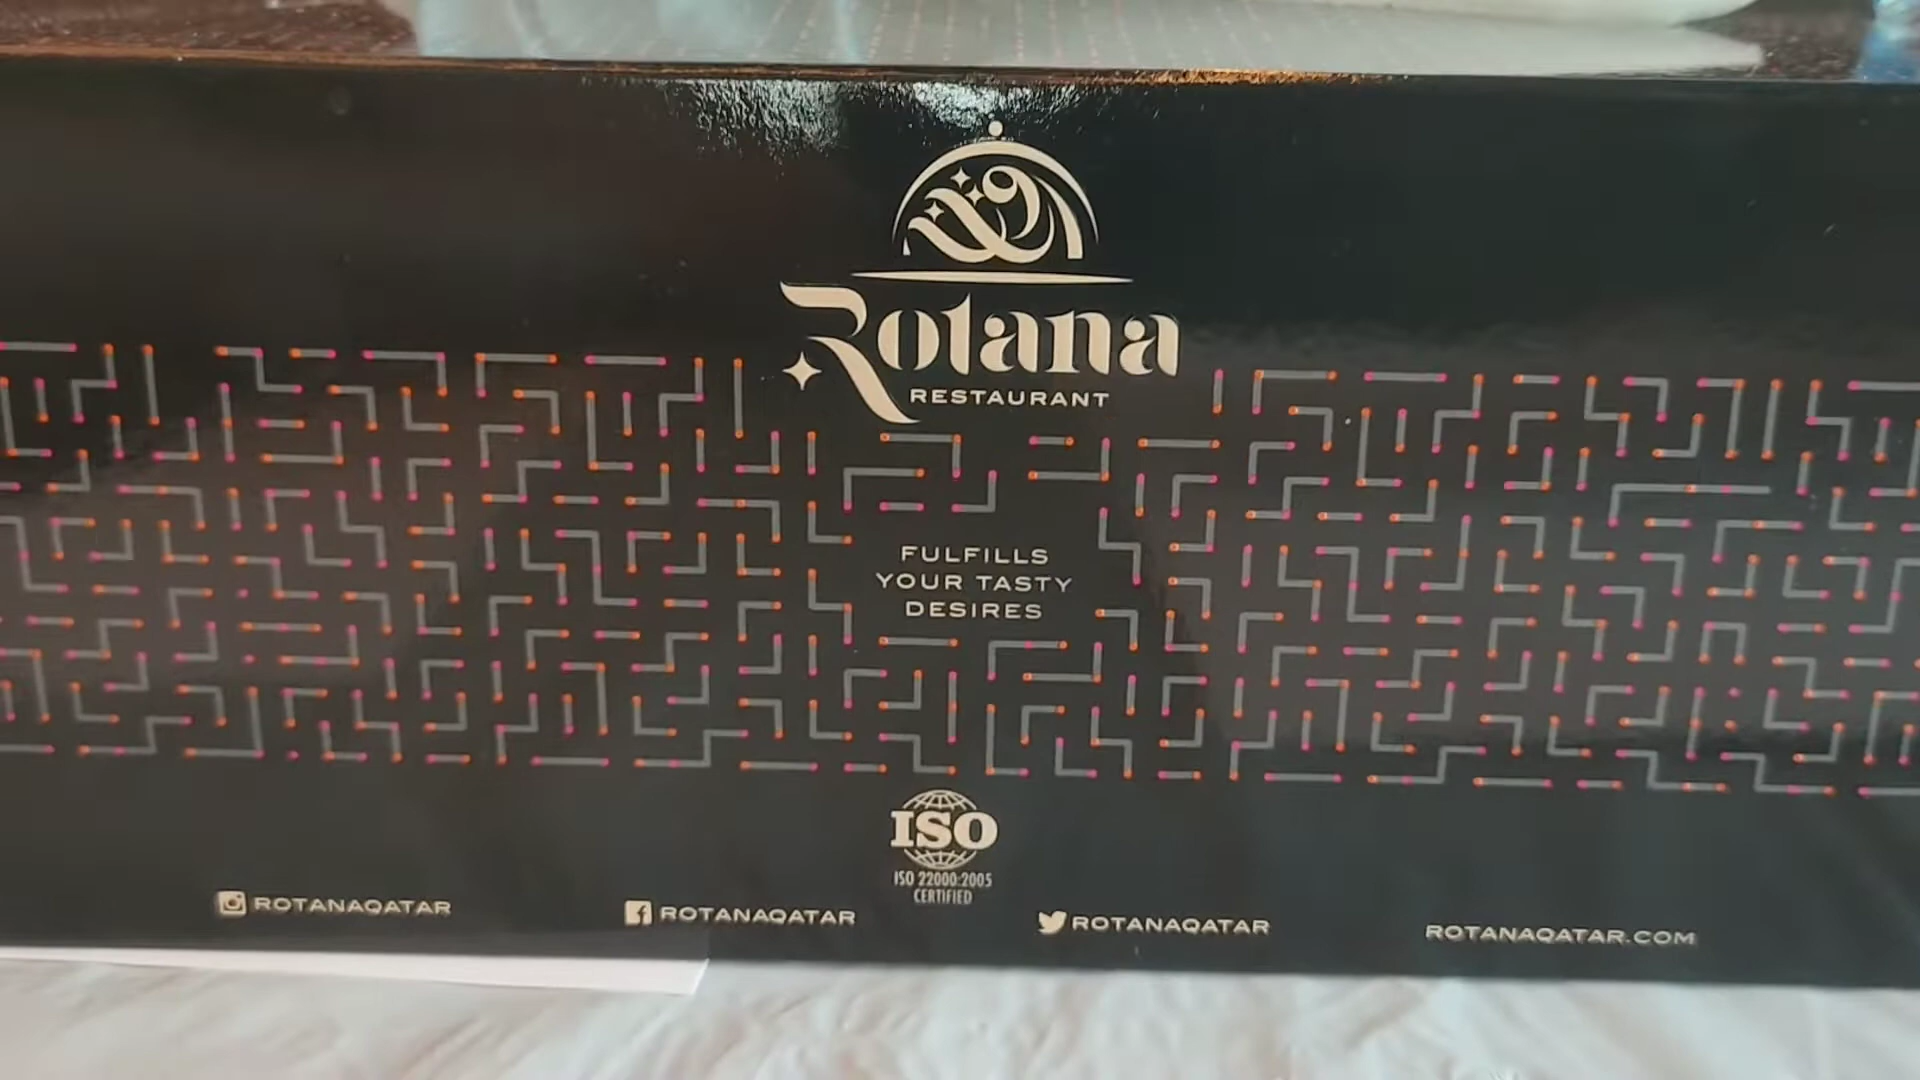 Rotana
RESTAURANT
FULFILLS
YOUR TASTY
DESIRES
ISO
ISO 22000:2005
CERTIFIED
ROTANAQATAR
ROTANAQATAR
ROTANAQATAR
ROTANAQATAR.COM